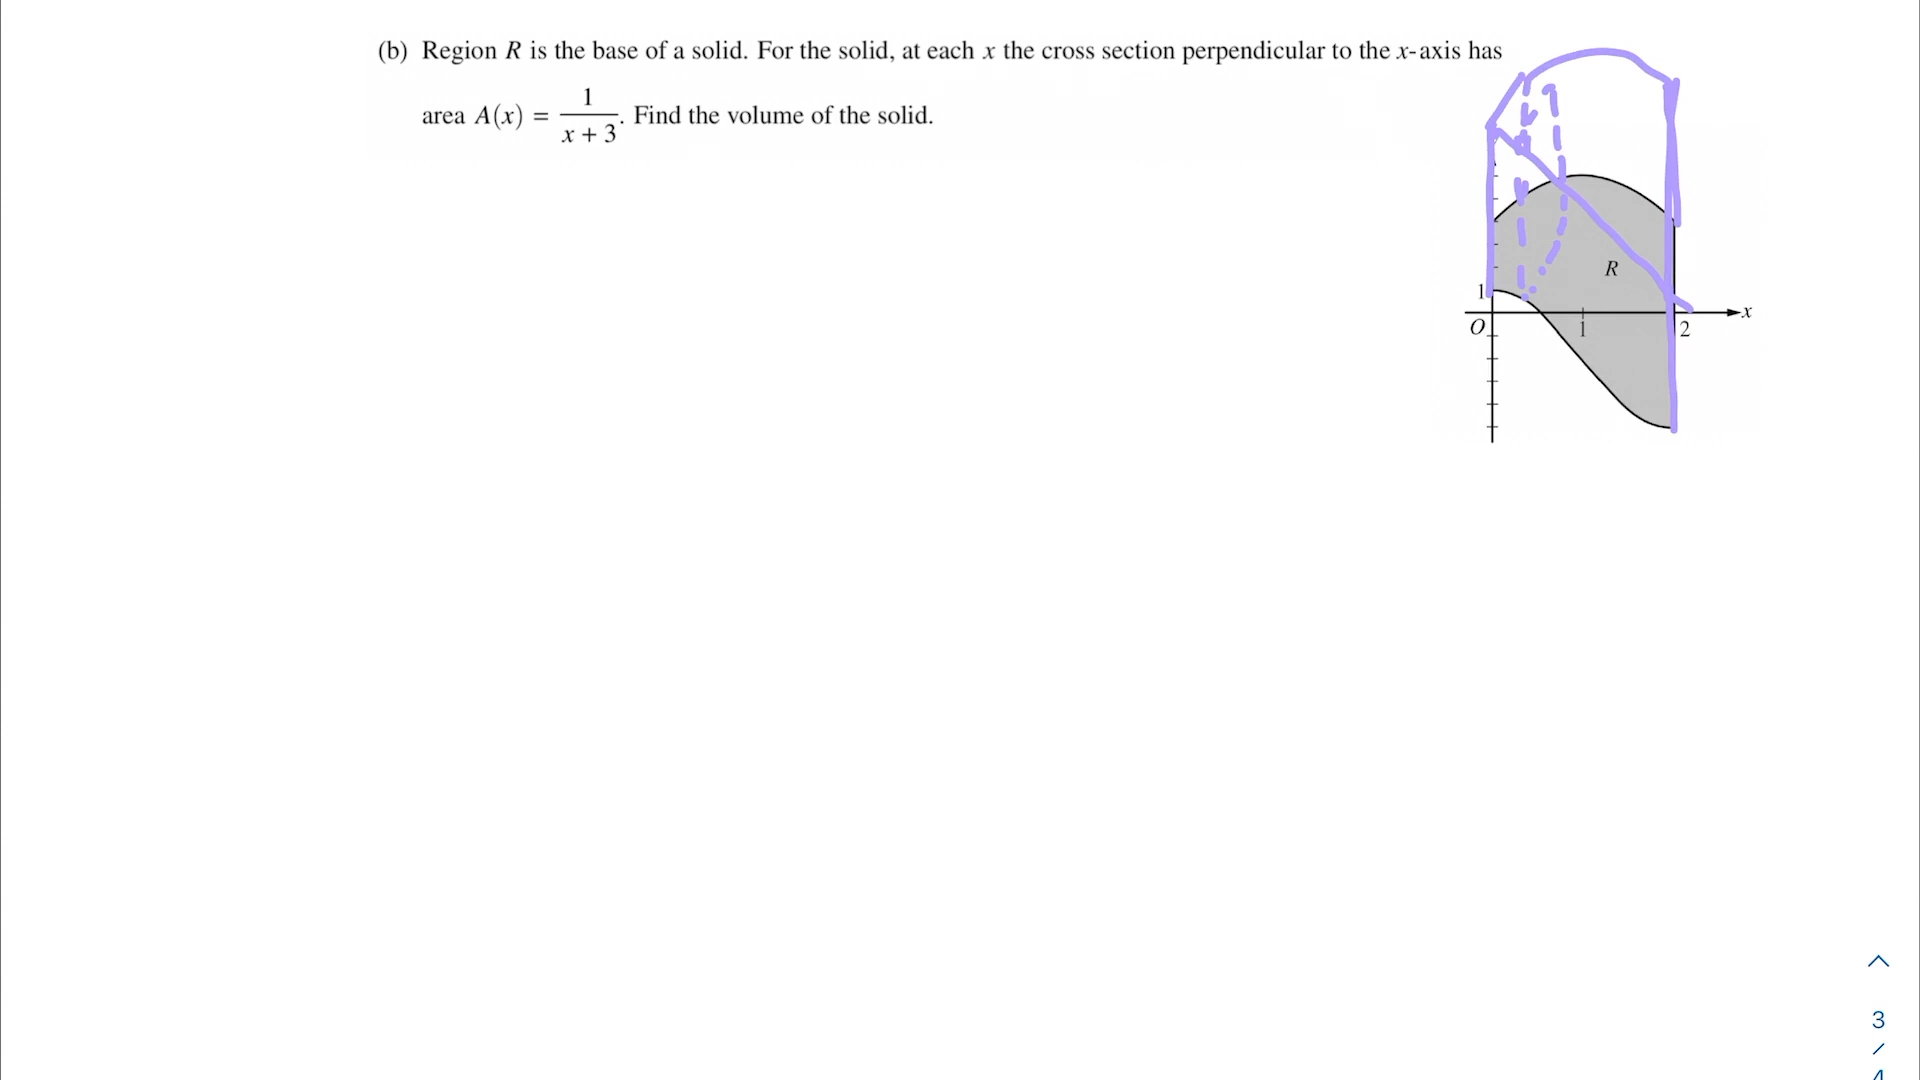 (b) Region R is the base of a solid. For the solid, at each x the cross section perpendicular to the x-axis has
area A(x) = 1/(x + 3). Find the volume of the solid.
R
1
O
1
2
x
3
/
4